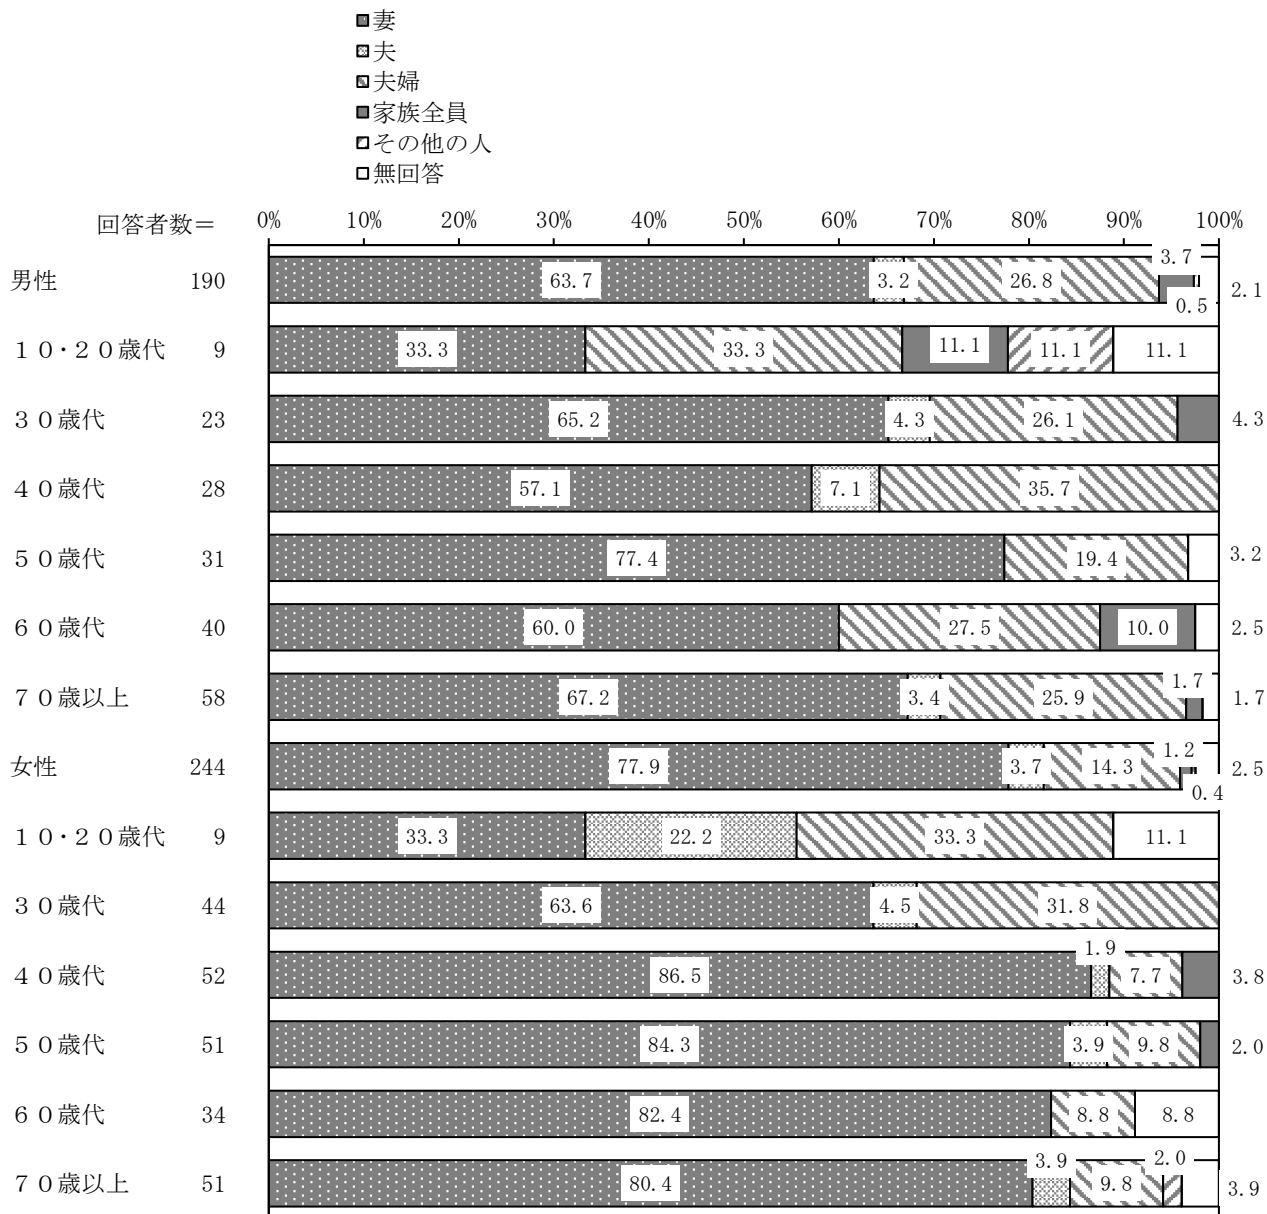 妻
夫
夫婦
家族全員
その他の人
無回答
回答者数＝ 0% 10% 20% 30% 40% 50% 60% 70% 80% 90% 100%
男性 190 63.7 3.2 26.8 3.7 0.5 2.1
１０・２０歳代 9 33.3 33.3 11.1 11.1 11.1
３０歳代 23 65.2 4.3 26.1 4.3
４０歳代 28 57.1 7.1 35.7
５０歳代 31 77.4 19.4 3.2
６０歳代 40 60.0 27.5 10.0 2.5
７０歳以上 58 67.2 3.4 25.9 1.7 1.7
女性 244 77.9 3.7 14.3 1.2 0.4 2.5
１０・２０歳代 9 33.3 22.2 33.3 11.1
３０歳代 44 63.6 4.5 31.8
４０歳代 52 86.5 1.9 7.7 3.8
５０歳代 51 84.3 3.9 9.8 2.0
６０歳代 34 82.4 8.8 8.8
７０歳以上 51 80.4 3.9 9.8 2.0 3.9